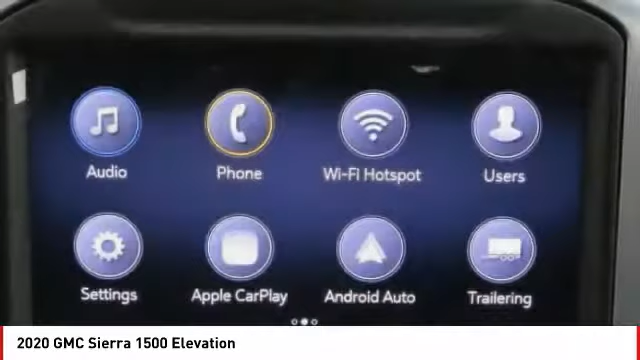 Audio Phone Wi-Fi Hotspot Users
Settings Apple CarPlay Android Auto Trailering
2020 GMC Sierra 1500 Elevation